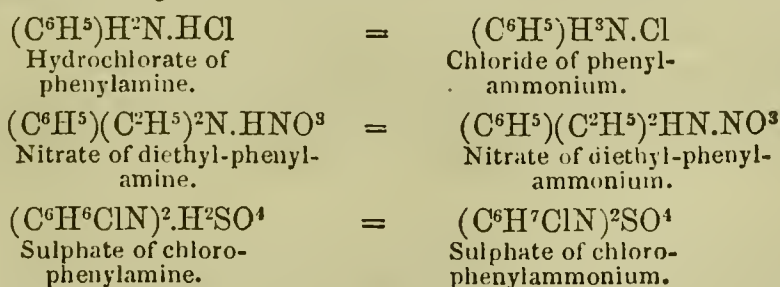 (C⁶H⁵)H²N.HCl = (C⁶H⁵)H³N.Cl
Hydrochlorate of Chloride of phenyl-
phenylamine. ammonium.
(C⁶H⁵)(C²H⁵)²N.HNO³ = (C⁶H⁵)(C²H⁵)²HN.NO³
Nitrate of diethyl-phenyl- Nitrate of diethyl-phenyl-
amine. ammonium.
(C⁶H⁶ClN)².H²SO⁴ = (C⁶H⁷ClN)²SO⁴
Sulphate of chloro- Sulphate of chloro-
phenylamine. phenylammonium.